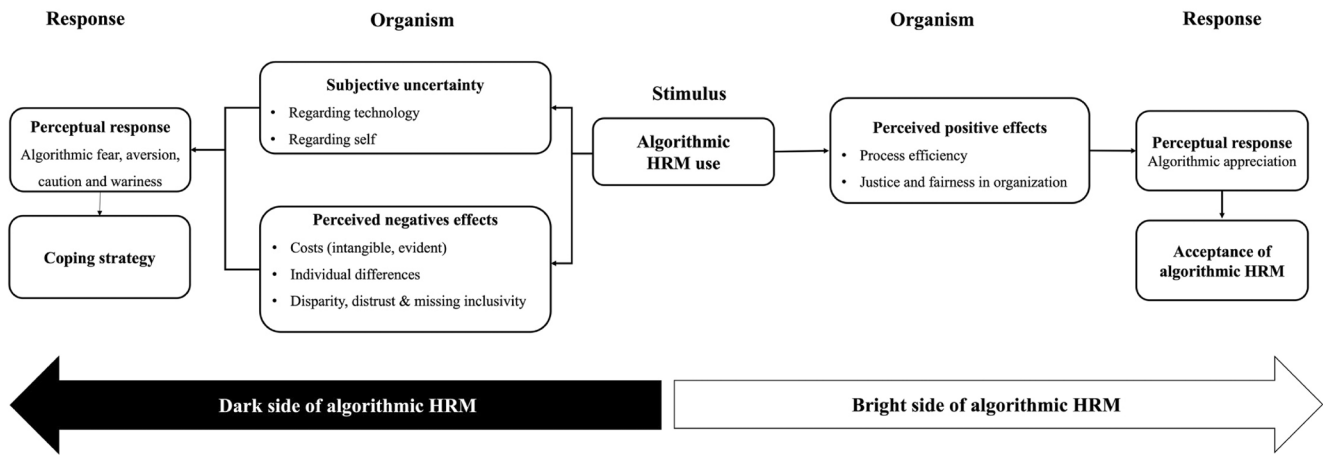 Response
Organism
Stimulus
Organism
Response
Perceptual response
Algorithmic fear, aversion,
caution and wariness
Coping strategy
Subjective uncertainty
• Regarding technology
• Regarding self
Perceived negatives effects
• Costs (intangible, evident)
• Individual differences
• Disparity, distrust & missing inclusivity
Algorithmic
HRM use
Perceived positive effects
• Process efficiency
• Justice and fairness in organization
Perceptual response
Algorithmic appreciation
Acceptance of
algorithmic HRM
Dark side of algorithmic HRM
Bright side of algorithmic HRM